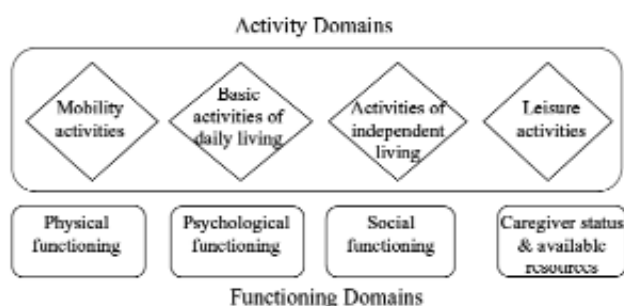 Activity Domains
Mobility
activities
Basic
activities of
daily living
Activities of
independent
living
Leisure
activities
Physical
functioning
Psychological
functioning
Social
functioning
Caregiver status
& available
resources
Functioning Domains